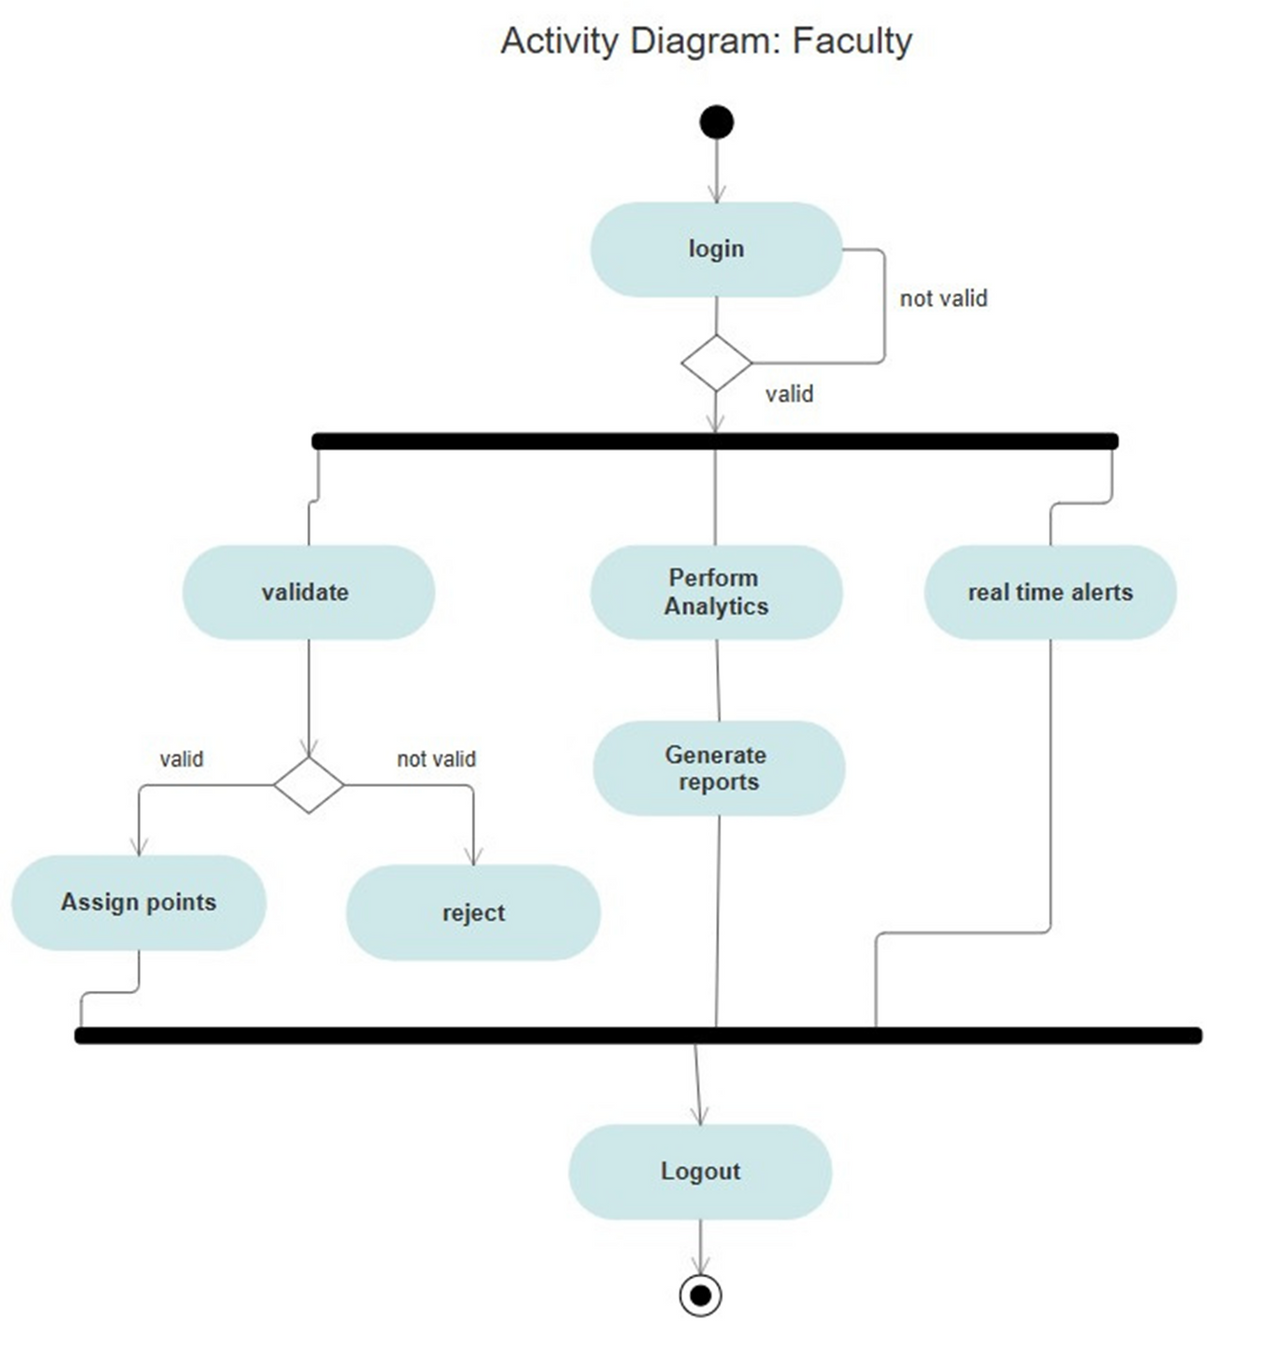 Activity Diagram: Faculty
login
not valid
valid
validate
Perform
Analytics
real time alerts
Generate
reports
valid
not valid
Assign points
reject
Logout